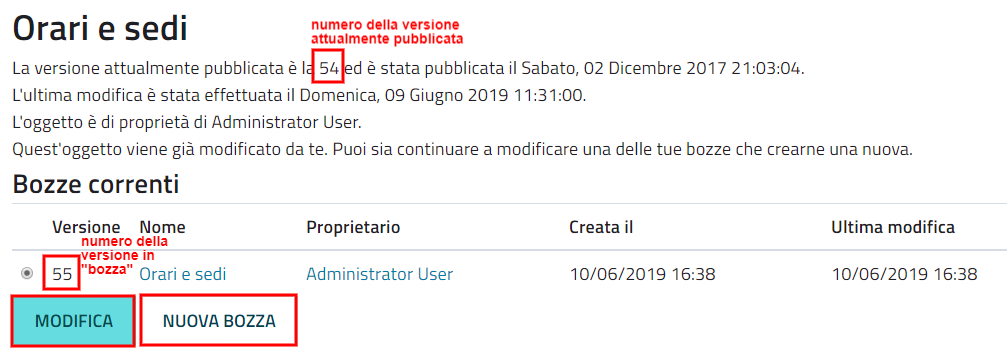 Orari e sedi
numero della versione
attualmente pubblicata
La versione attualmente pubblicata è la 54 ed è stata pubblicata il Sabato, 02 Dicembre 2017 21:03:04.
L'ultima modifica è stata effettuata il Domenica, 09 Giugno 2019 11:31:00.
L'oggetto è di proprietà di Administrator User.
Quest'oggetto viene già modificato da te. Puoi sia continuare a modificare una delle tue bozze che crearne una nuova.
Bozze correnti
Versione Nome Proprietario Creata il Ultima modifica
numero della
versione in
"bozza"
55 Orari e sedi Administrator User 10/06/2019 16:38 10/06/2019 16:38
MODIFICA NUOVA BOZZA